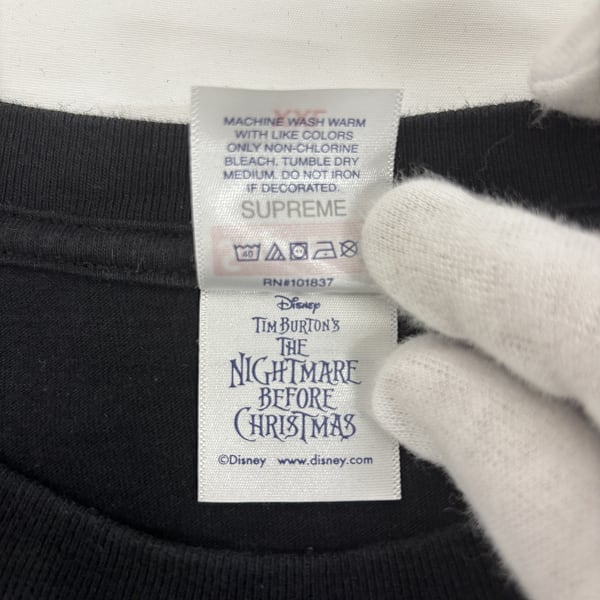 MACHINE WASH WARM
WITH LIKE COLORS
ONLY NON-CHLORINE
BLEACH. TUMBLE DRY
MEDIUM. DO NOT IRON
IF DECORATED.
SUPREME
40
RN#101837
Disney
TIM BURTON'S
THE
NIGHTMARE
BEFORE
CHRISTMAS
©Disney www.disney.com